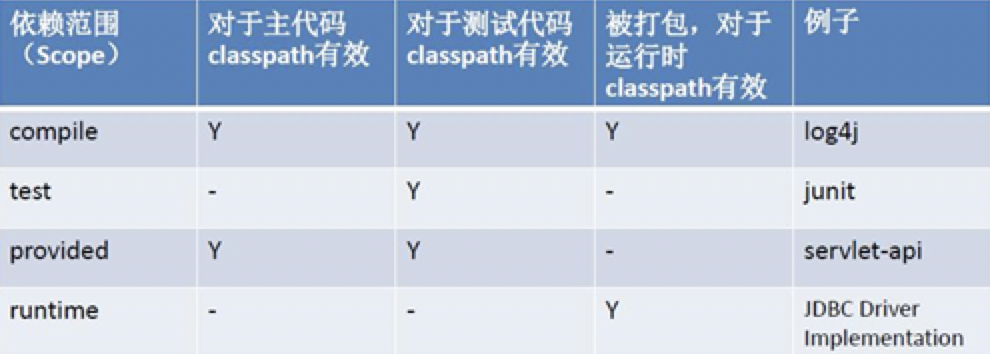 依赖范围 对于主代码 对于测试代码 被打包，对于 例子
（Scope） classpath有效 classpath有效 运行时
classpath有效
compile Y Y Y log4j
test - Y - junit
provided Y Y - servlet-api
runtime - - Y JDBC Driver
Implementation